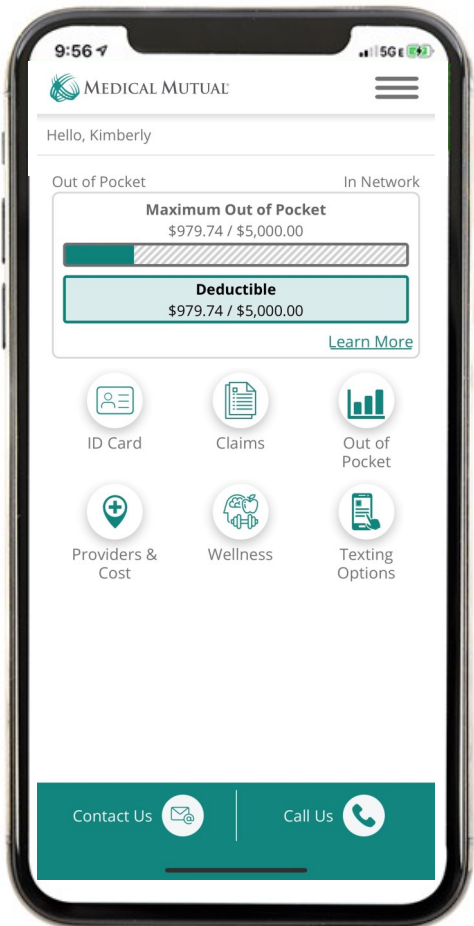 9:56
5G E
MEDICAL MUTUAL®
Hello, Kimberly
Out of Pocket In Network
Maximum Out of Pocket
$979.74 / $5,000.00
Deductible
$979.74 / $5,000.00
Learn More
ID Card Claims Out of
Pocket
Providers & Wellness Texting
Cost Options
Contact Us Call Us